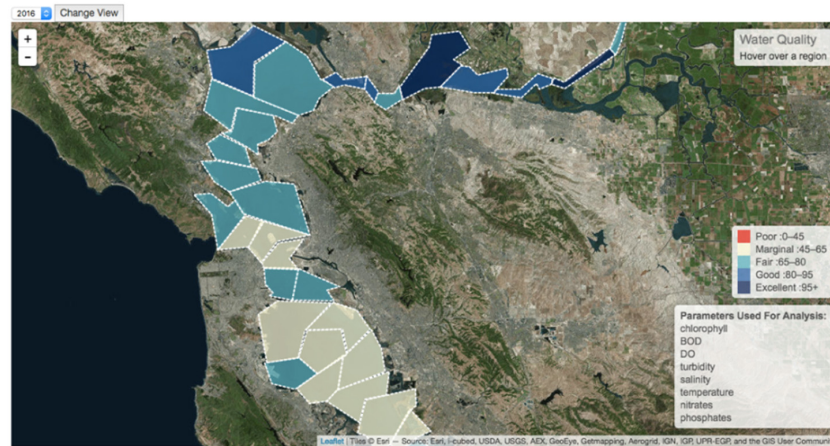 2016 Change View
+
-
Water Quality
Hover over a region
Poor :0–45
Marginal :45–65
Fair :65–80
Good :80–95
Excellent :95+
Parameters Used For Analysis:
chlorophyll
BOD
DO
turbidity
salinity
temperature
nitrates
phosphates
Leaflet | Tiles © Esri — Source: Esri, i-cubed, USDA, USGS, AEX, GeoEye, Getmapping, Aerogrid, IGN, IGP, UPR-EGP, and the GIS User Communi